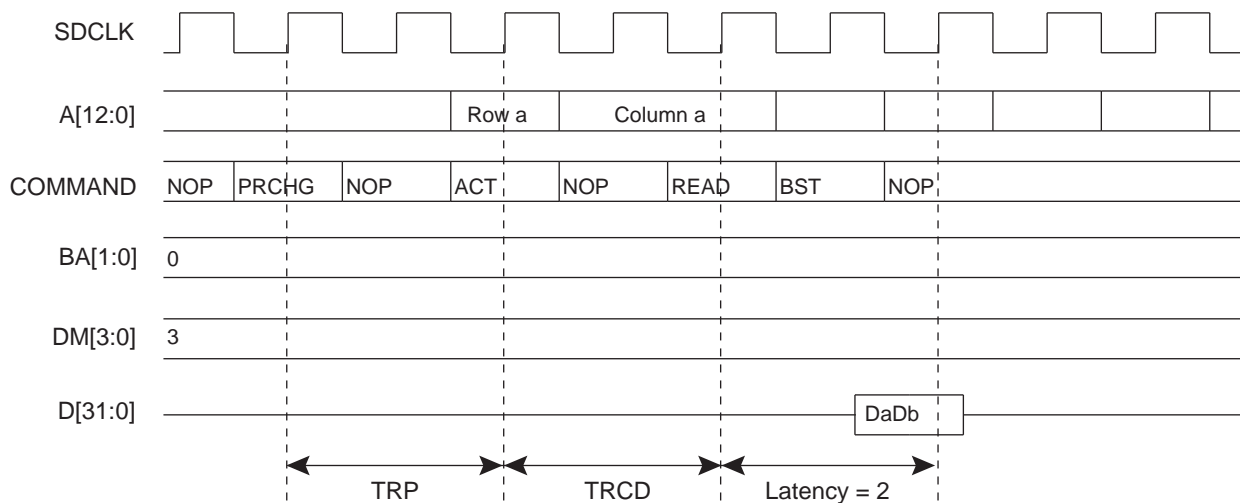 SDCLK
A[12:0] Row a Column a
COMMAND NOP PRCHG NOP ACT NOP READ BST NOP
BA[1:0] 0
DM[3:0] 3
D[31:0] DaDb
TRP TRCD Latency = 2